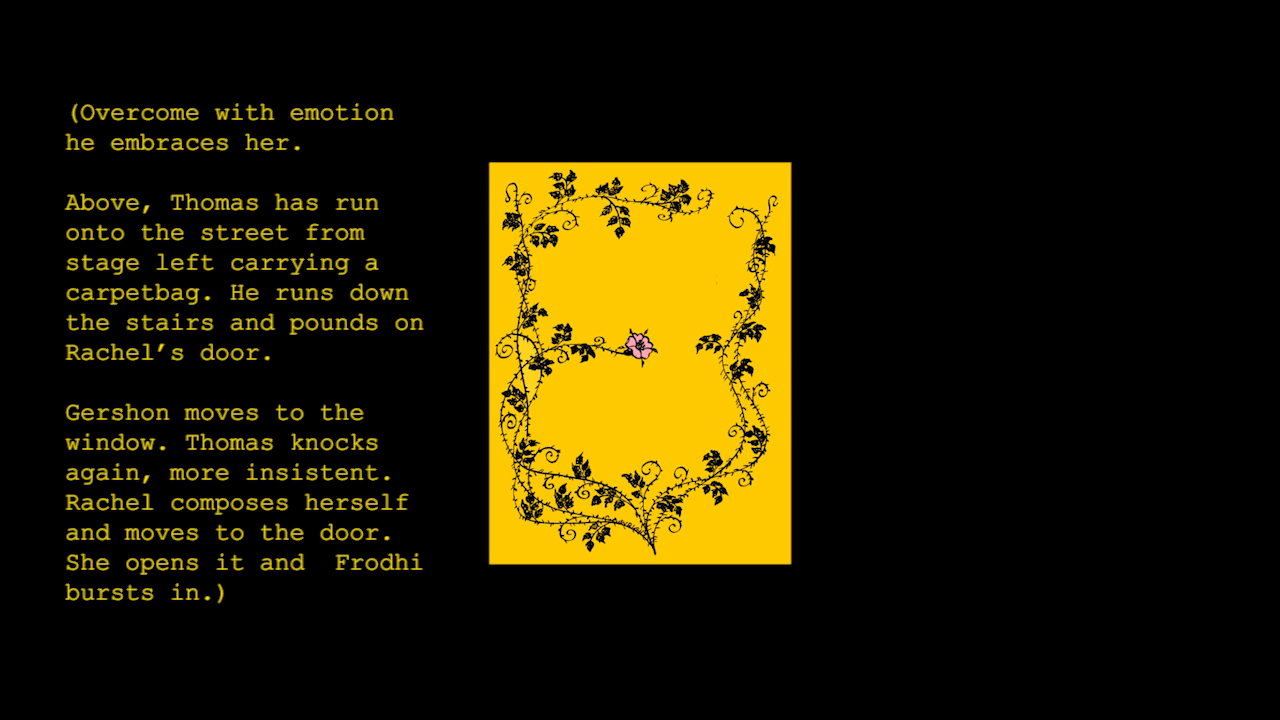 (Overcome with emotion
he embraces her.
Above, Thomas has run
onto the street from
stage left carrying a
carpetbag. He runs down
the stairs and pounds on
Rachel’s door.
Gershon moves to the
window. Thomas knocks
again, more insistent.
Rachel composes herself
and moves to the door.
She opens it and  Frodhi
bursts in.)